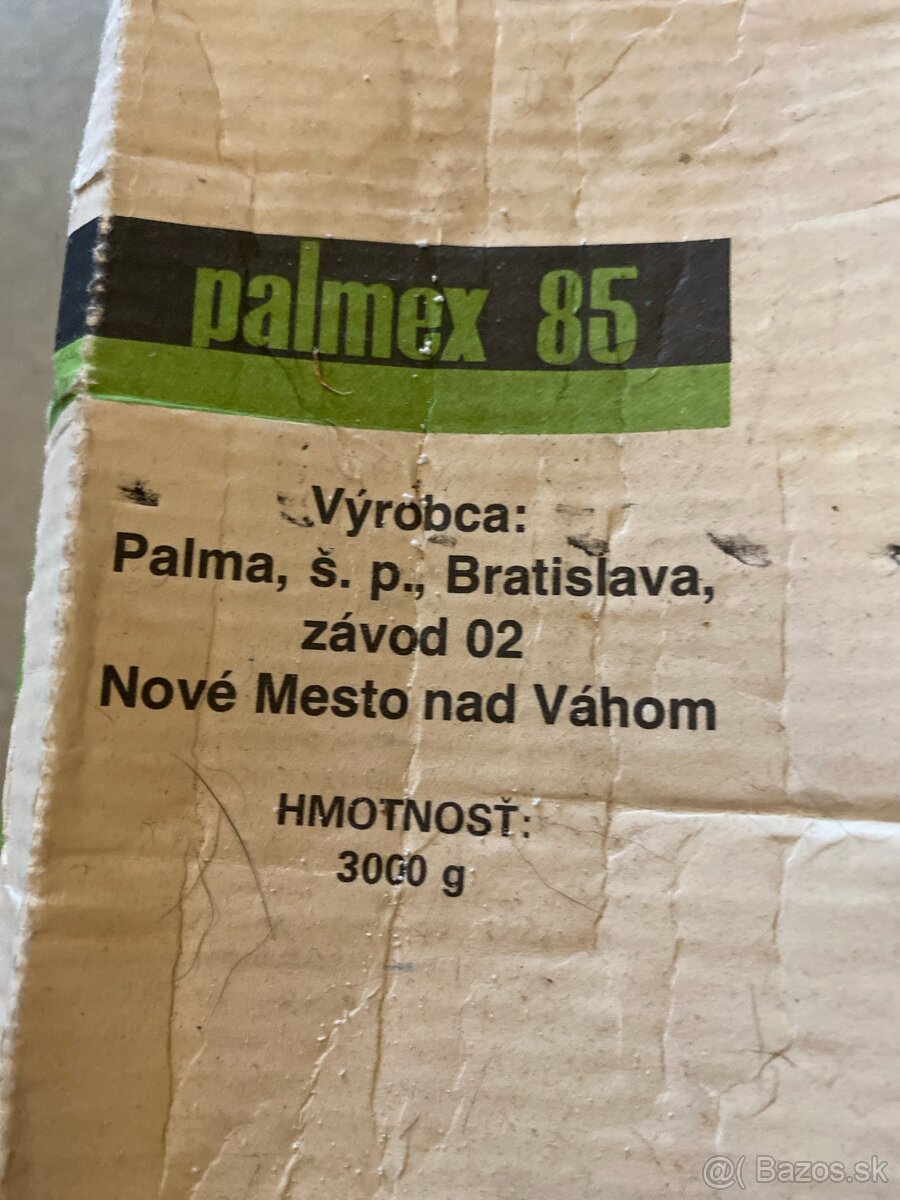 palmex 85
Výrobca:
Palma, š. p., Bratislava,
závod 02
Nové Mesto nad Váhom
HMOTNOSŤ:
3000 g
@( Bazos.sk